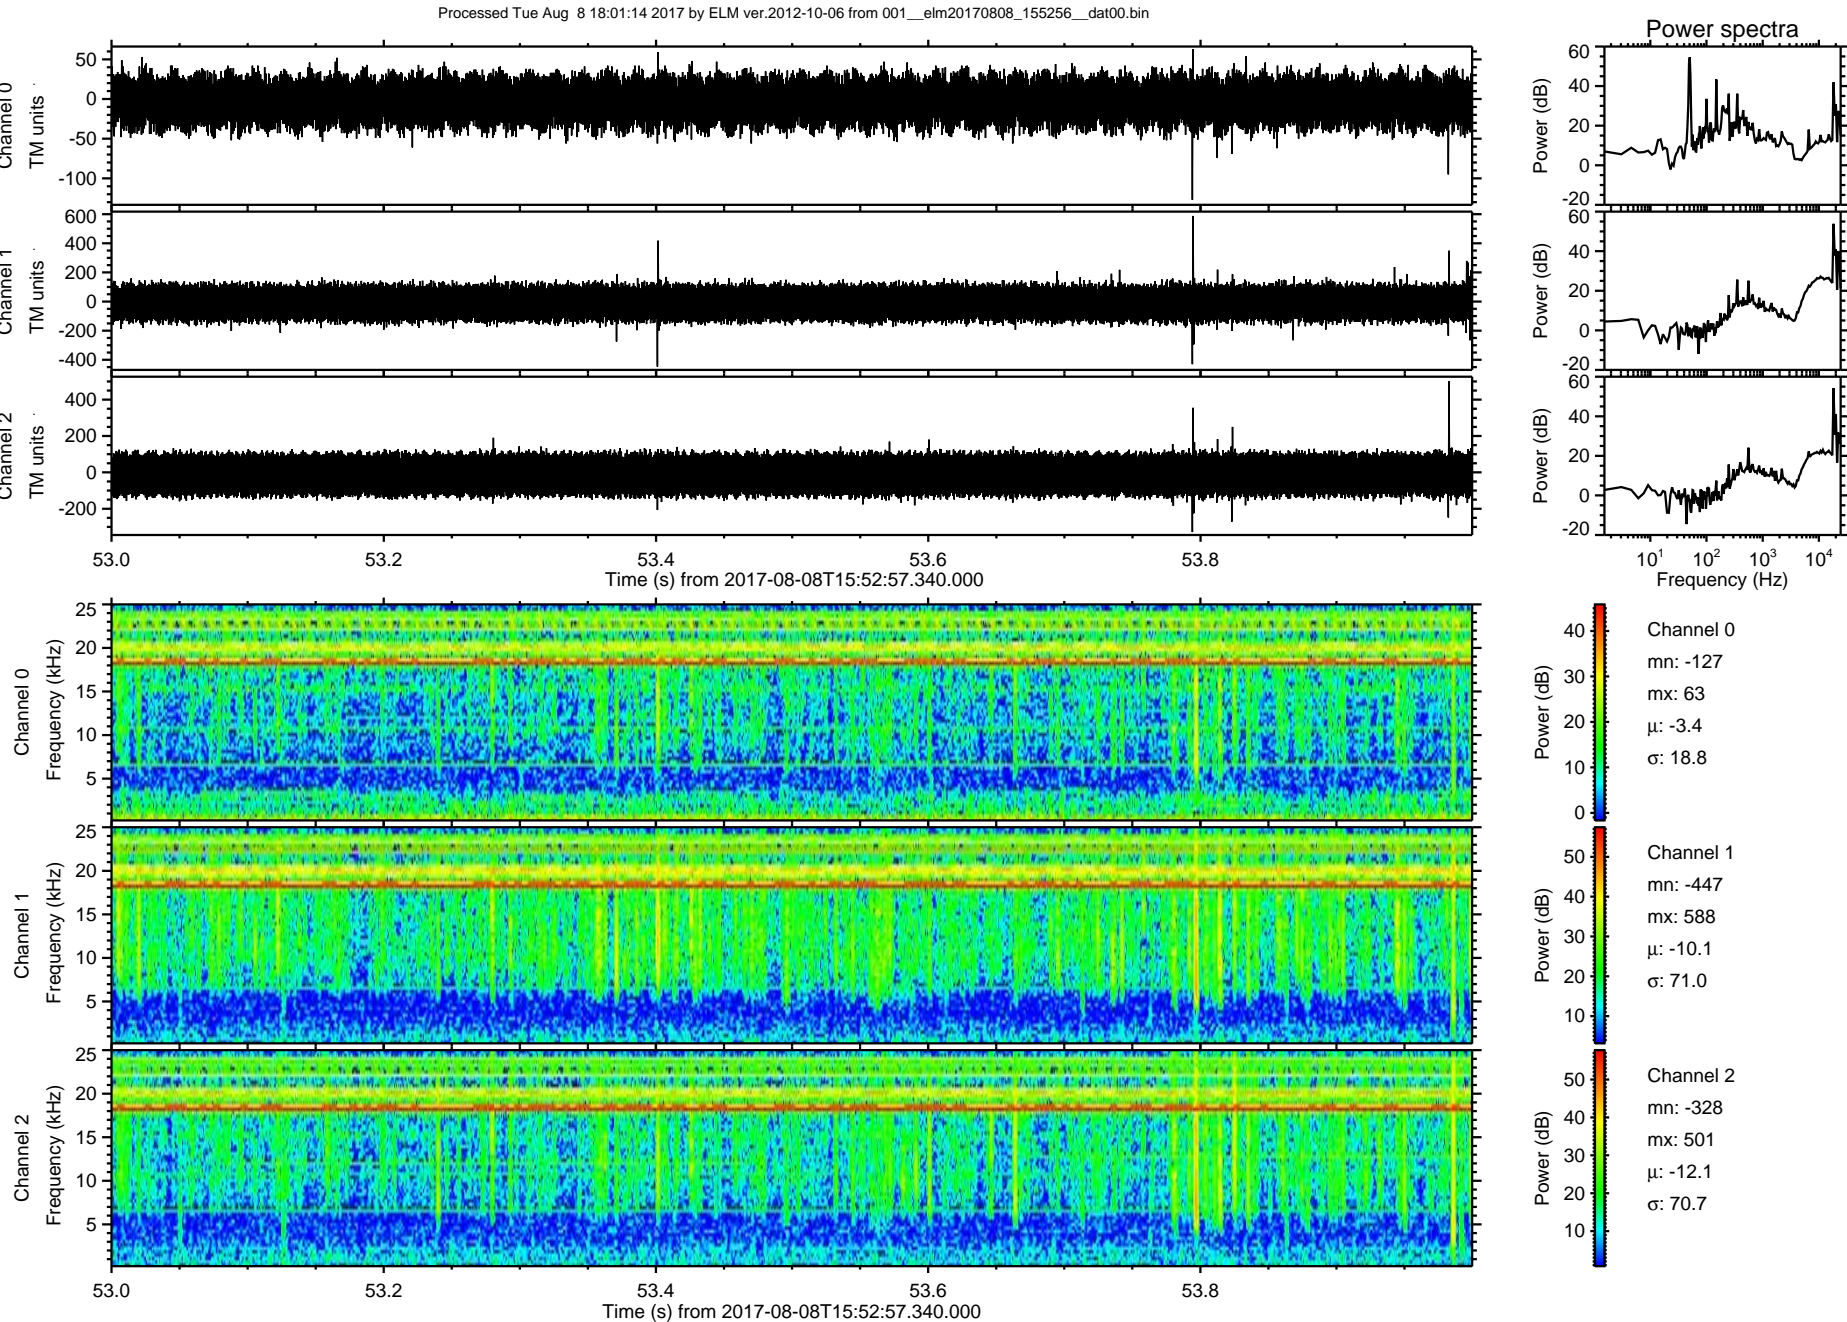 Processed Tue Aug  8 18:01:14 2017 by ELM ver.2012-10-06 from 001__elm20170808_155256__dat00.bin
Power spectra
Channel 0
TM units
50
0
-50
-100
Power (dB)
60
40
20
0
-20
Channel 1
TM units
600
400
200
0
-200
-400
Power (dB)
60
40
20
0
-20
Channel 2
TM units
400
200
0
-200
Power (dB)
60
40
20
0
-20
53.0 53.2 53.4 53.6 53.8
Time (s) from 2017-08-08T15:52:57.340.000
10^1 10^2 10^3 10^4
Frequency (Hz)
Channel 0
Frequency (kHz)
25
20
15
10
5
Power (dB)
40
30
20
10
0
Channel 0
mn: -127
mx: 63
μ: -3.4
σ: 18.8
Channel 1
Frequency (kHz)
25
20
15
10
5
Power (dB)
50
40
30
20
10
Channel 1
mn: -447
mx: 588
μ: -10.1
σ: 71.0
Channel 2
Frequency (kHz)
25
20
15
10
5
Power (dB)
50
40
30
20
10
Channel 2
mn: -328
mx: 501
μ: -12.1
σ: 70.7
53.0 53.2 53.4 53.6 53.8
Time (s) from 2017-08-08T15:52:57.340.000